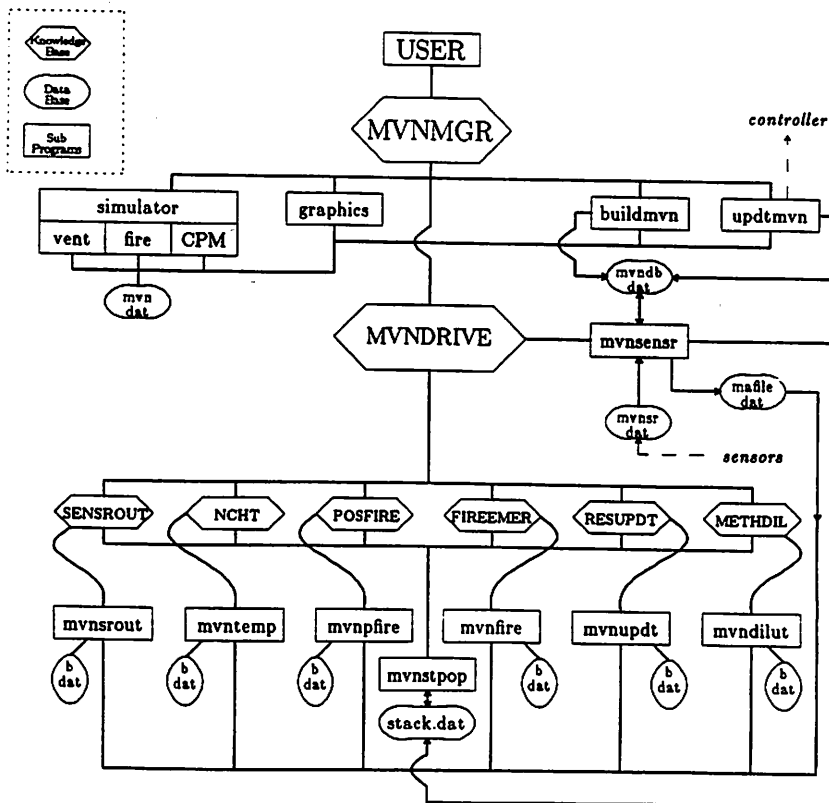 Knowledge
Base
Data
Base
Sub
Programs
USER
MVNMGR
controller
simulator
vent
fire
CPM
graphics
buildmvn
updtmvn
mvn
dat
mvndb
dat
MVNDRIVE
mvnsensr
mafile
dat
mvnsr
dat
sensors
SENSROUT
NCHT
POSFIRE
FIREEMER
RESUPDT
METHDIL
mvnsrout
mvntemp
mvnpfire
mvnfire
mvnupdt
mvndilut
b
dat
b
dat
b
dat
mvnstpop
b
dat
b
dat
b
dat
stack.dat